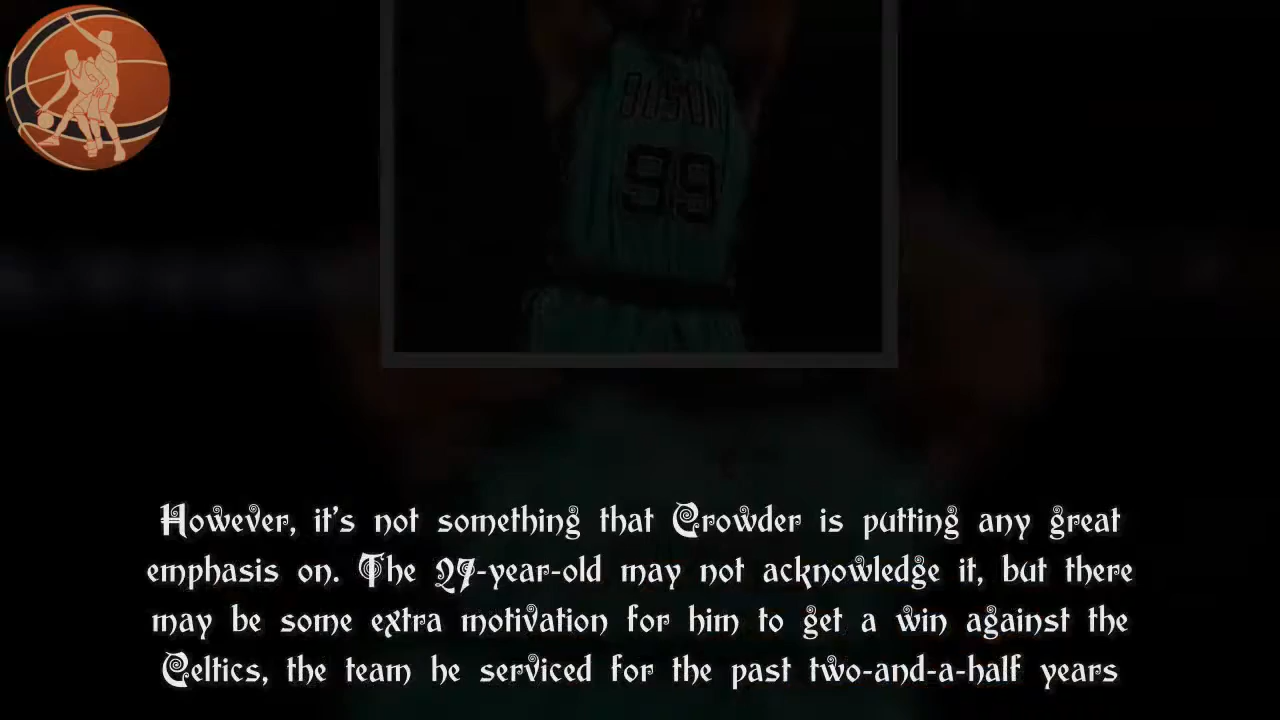 BOSTON
99
However, it's not something that Crowder is putting any great
emphasis on. The 27-year-old may not acknowledge it, but there
may be some extra motivation for him to get a win against the
Celtics, the team he serviced for the past two-and-a-half years